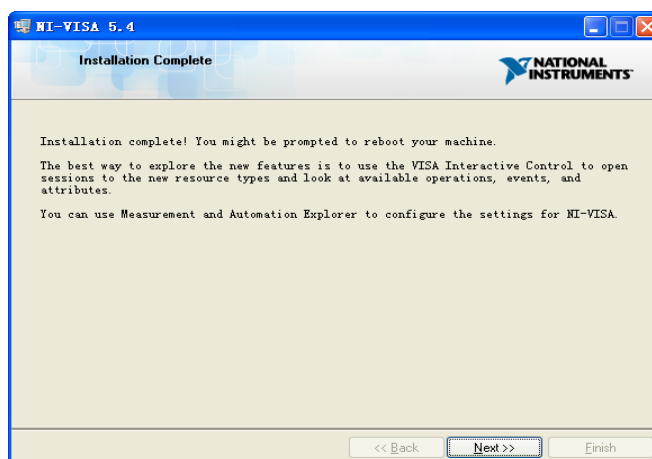 NI-VISA 5.4
Installation Complete
NATIONAL
INSTRUMENTS™
Installation complete! You might be prompted to reboot your machine.
The best way to explore the new features is to use the VISA Interactive Control to open
sessions to the new resource types and look at available operations, events, and
attributes.
You can use Measurement and Automation Explorer to configure the settings for NI-VISA.
<< Back Next >> Finish